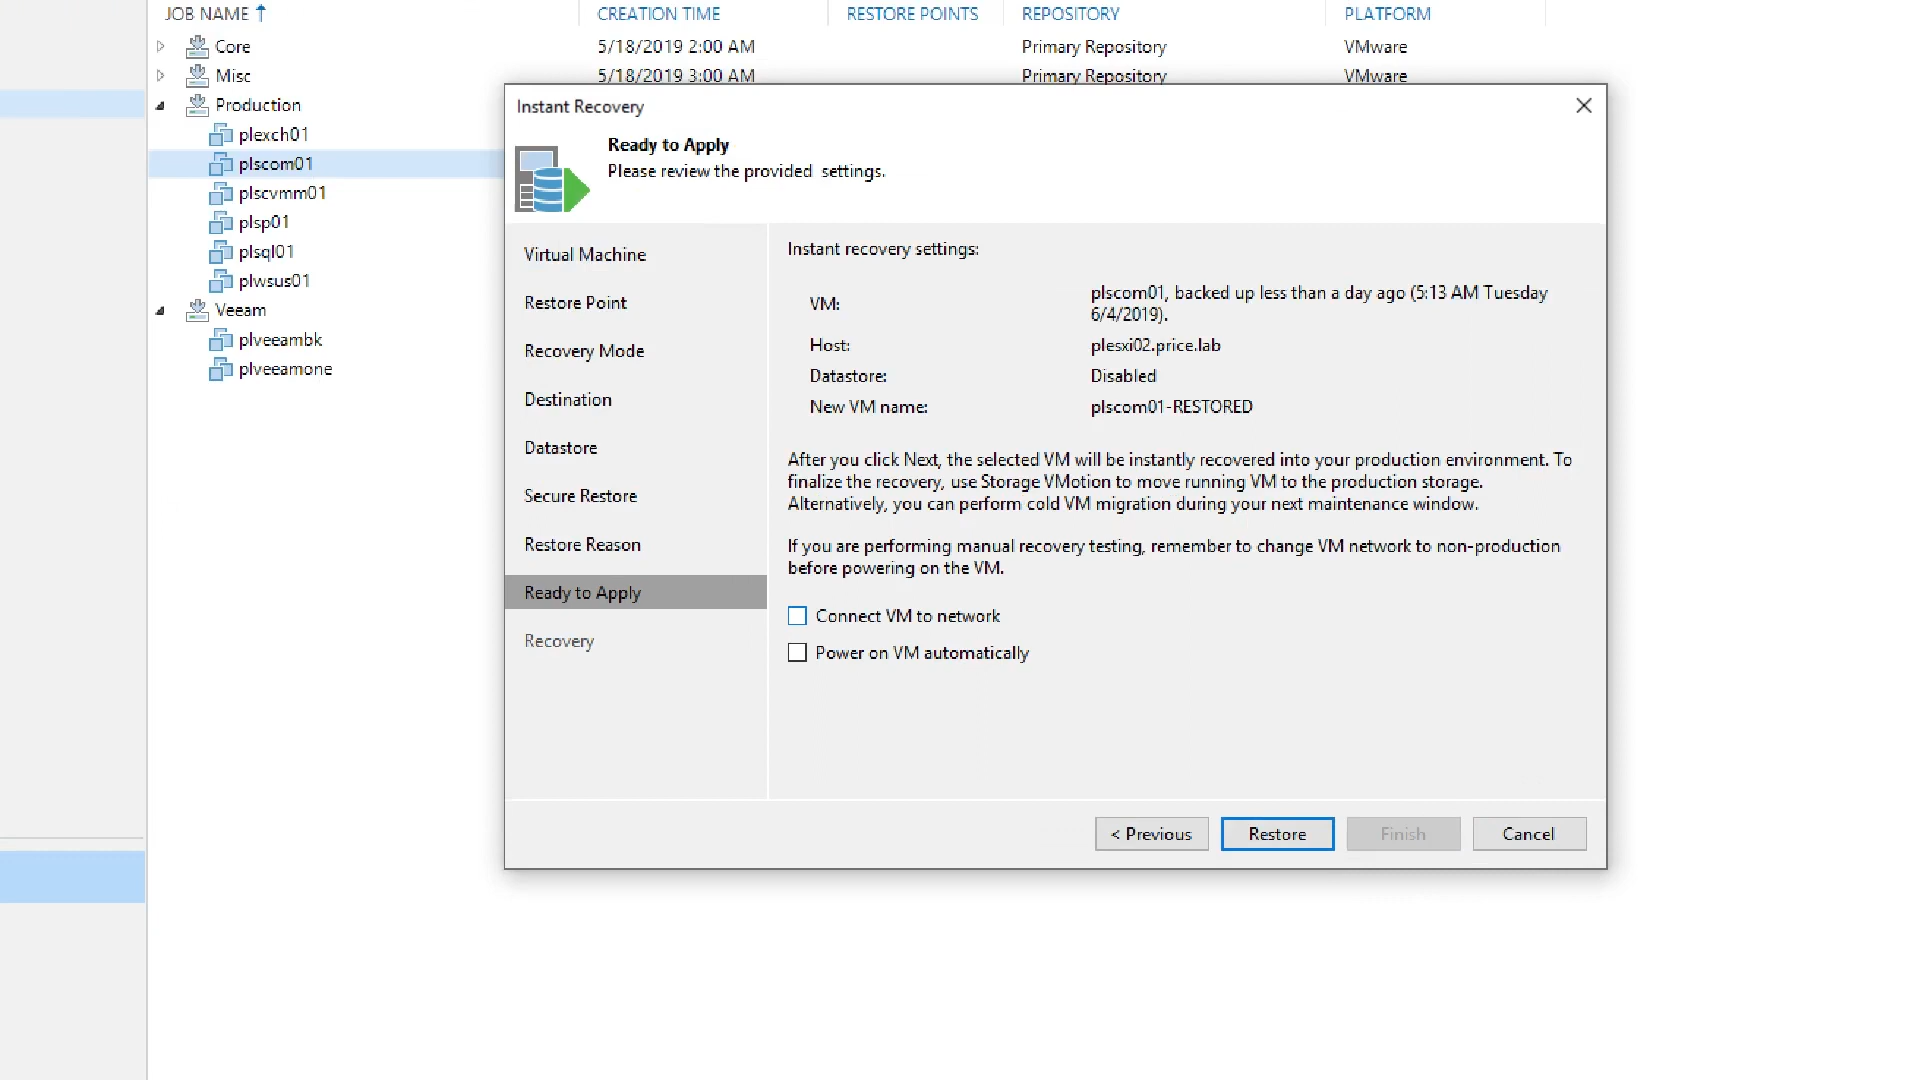 JOB NAME ↑ CREATION TIME RESTORE POINTS REPOSITORY PLATFORM
Core 5/18/2019 2:00 AM Primary Repository VMware
Misc 5/18/2019 3:00 AM Primary Repository VMware
Production
plexch01
plscom01
plscvmm01
plsp01
plsql01
plwsus01
Veeam
plveeambk
plveeamone
Instant Recovery
Ready to Apply
Please review the provided settings.
Virtual Machine
Restore Point
Recovery Mode
Destination
Datastore
Secure Restore
Restore Reason
Ready to Apply
Recovery
Instant recovery settings:
VM: plscom01, backed up less than a day ago (5:13 AM Tuesday
6/4/2019).
Host: plesxi02.price.lab
Datastore: Disabled
New VM name: plscom01-RESTORED
After you click Next, the selected VM will be instantly recovered into your production environment. To
finalize the recovery, use Storage VMotion to move running VM to the production storage.
Alternatively, you can perform cold VM migration during your next maintenance window.
If you are performing manual recovery testing, remember to change VM network to non-production
before powering on the VM.
Connect VM to network
Power on VM automatically
< Previous Restore Finish Cancel